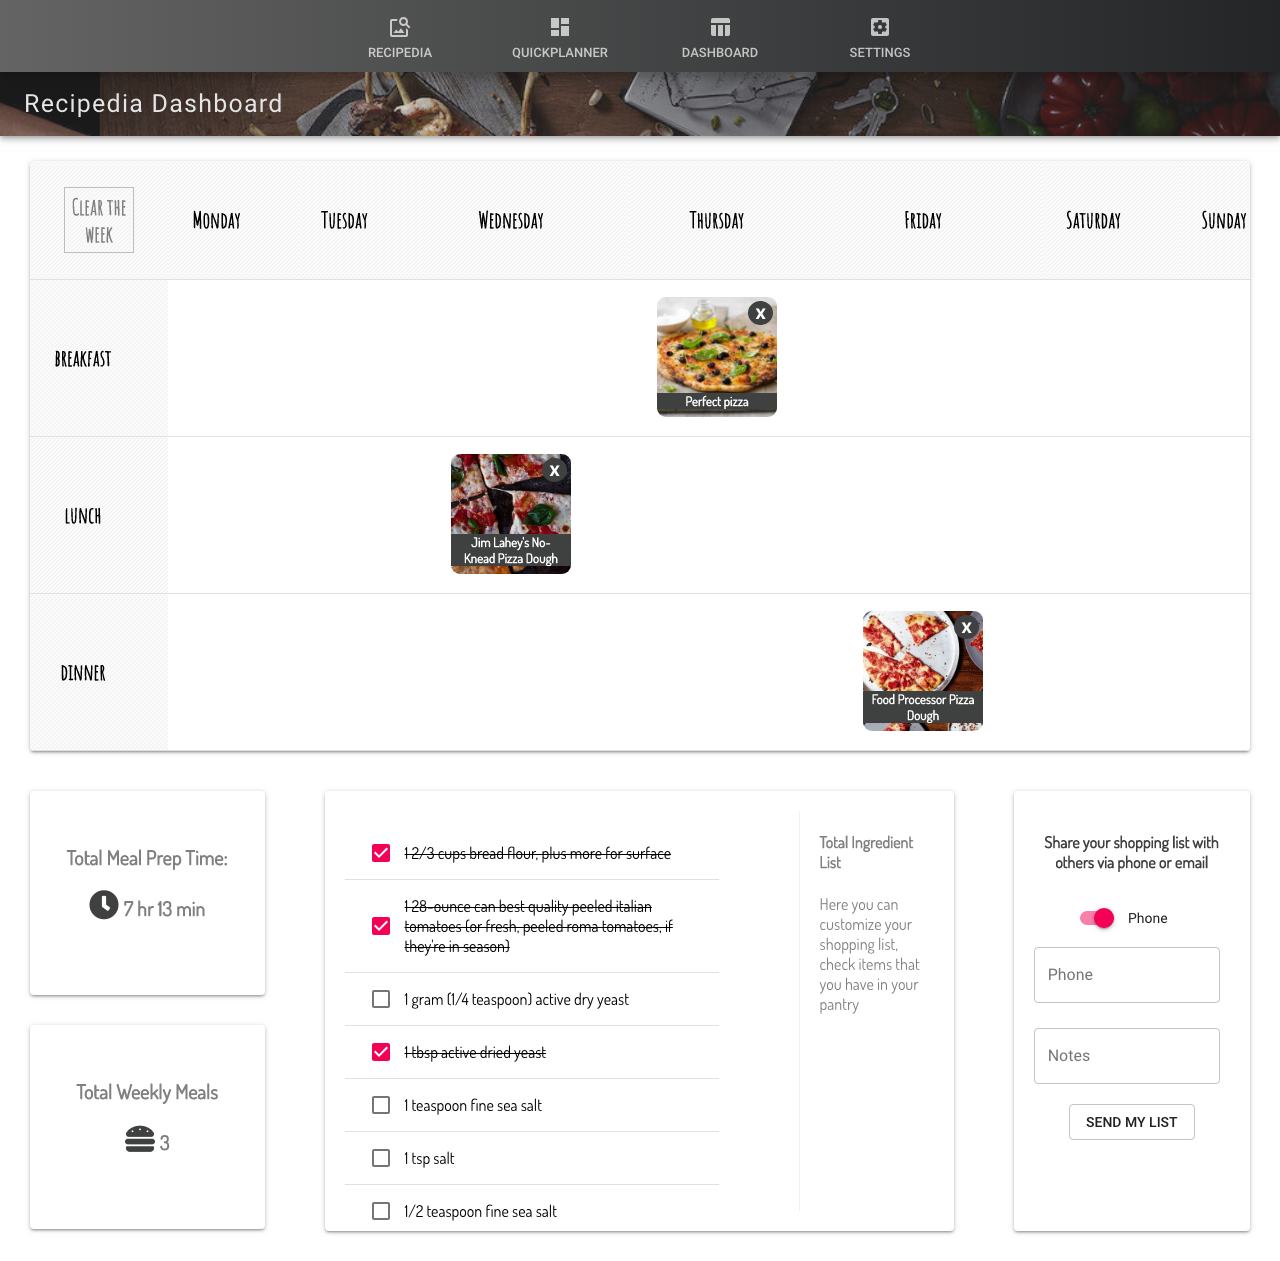 RECIPEDIA QUICKPLANNER DASHBOARD SETTINGS
Recipedia Dashboard
Clear the
week
Monday Tuesday Wednesday Thursday Friday Saturday Sunday
breakfast
X
Perfect pizza
lunch
X
Jim Lahey's No-
Knead Pizza Dough
dinner
X
Food Processor Pizza
Dough
Total Meal Prep Time:
7 hr 13 min
Total Weekly Meals
3
1 2/3 cups bread flour, plus more for surface
1 28-ounce can best quality peeled italian
tomatoes (or fresh, peeled roma tomatoes, if
they're in season)
1 gram (1/4 teaspoon) active dry yeast
1 tbsp active dried yeast
1 teaspoon fine sea salt
1 tsp salt
1/2 teaspoon fine sea salt
Total Ingredient
List
Here you can
customize your
shopping list,
check items that
you have in your
pantry
Share your shopping list with
others via phone or email
Phone
Phone
Notes
SEND MY LIST